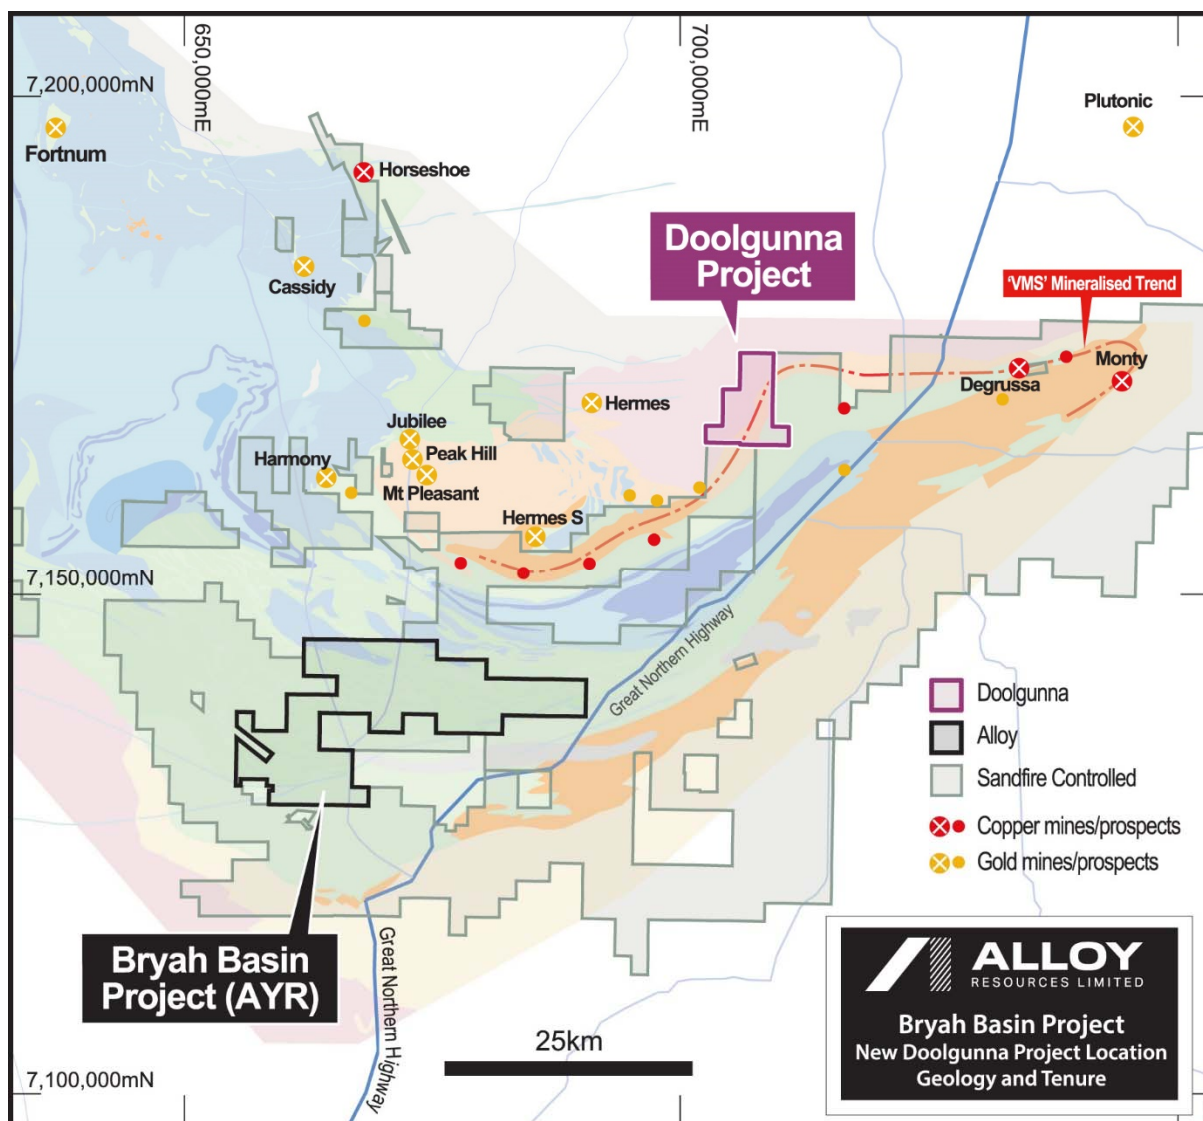 650,000mE
700,000mE
7,200,000mN
Plutonic
Fortnum
Horseshoe
Doolgunna
Project
Cassidy
'VMS' Mineralised Trend
Monty
Degrussa
Hermes
Jubilee
Peak Hill
Harmony
Mt Pleasant
Hermes S
7,150,000mN
Great Northern Highway
Doolgunna
Alloy
Sandfire Controlled
Copper mines/prospects
Gold mines/prospects
Bryah Basin
Project (AYR)
Great Northern Highway
25km
7,100,000mN
ALLOY
RESOURCES LIMITED
Bryah Basin Project
New Doolgunna Project Location
Geology and Tenure